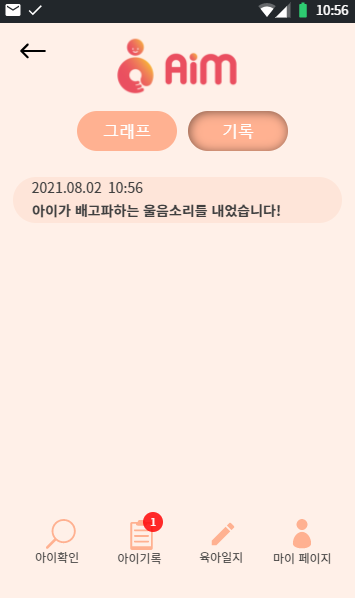 10:56
AiM
그래프
기록
2021.08.02 10:56
아이가 배고파하는 울음소리를 내었습니다!
1
아이확인
아이기록
육아일지
마이 페이지